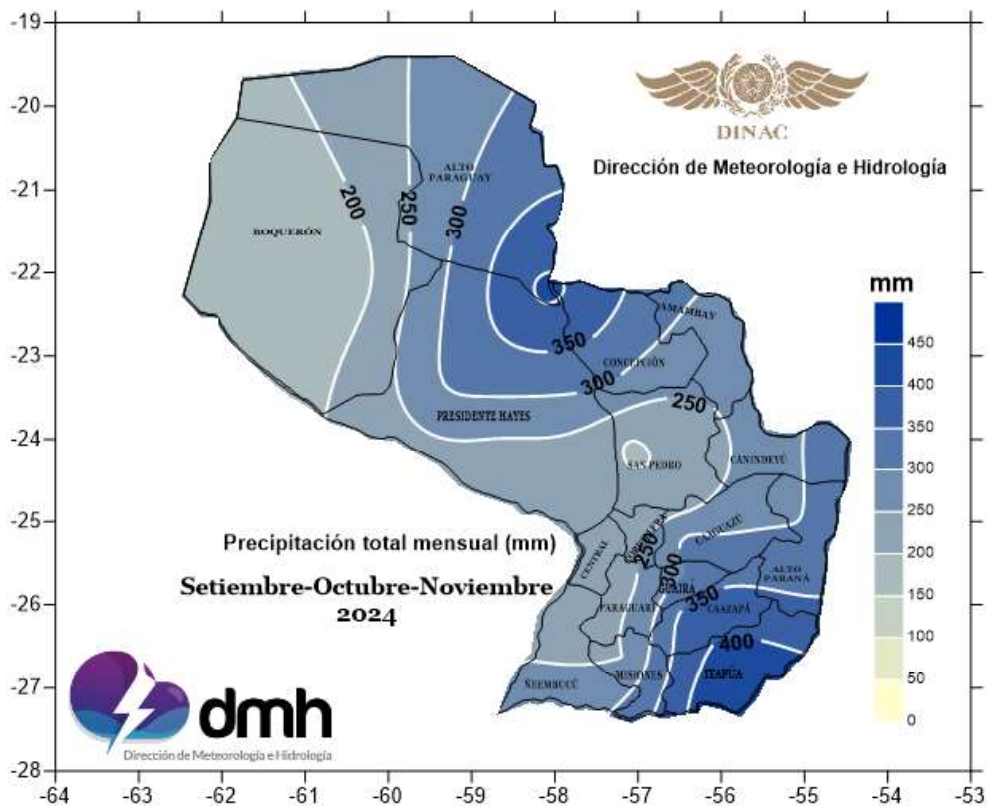 -19
-20
-21
-22
-23
-24
-25
-26
-27
-28
-64
-63
-62
-61
-60
-59
-58
-57
-56
-55
-54
-53
DINAC
Dirección de Meteorología e Hidrología
mm
450
400
350
300
250
200
150
100
50
0
ALTO
PARAGUAY
BOQUERÓN
200
250
300
350
300
250
AMAMBAY
CONCEPCIÓN
PRESIDENTE HAYES
SAN PEDRO
CANINDEYÚ
CAAGUAZÚ
CENTRAL
250
300
GUAIRÁ
ALTO
PARANÁ
PARAGUARÍ
350
CAAZAPÁ
400
ÑEEMBUCÚ
MISIONES
ITAPÚA
Precipitación total mensual (mm)
Setiembre-Octubre-Noviembre
2024
dmh
Dirección de Meteorología e Hidrología